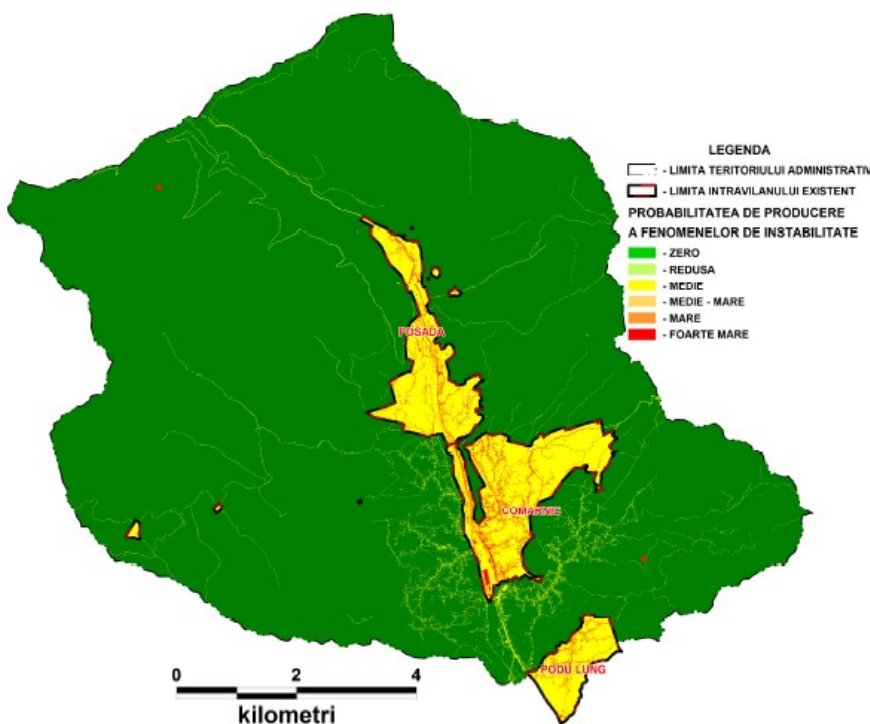 LEGENDA
- LIMITA TERITORIULUI ADMINISTRATIV
- LIMITA INTRAVILANULUI EXISTENT
PROBABILITATEA DE PRODUCERE
A FENOMENELOR DE INSTABILITATE
- ZERO
- REDUSA
- MEDIE
- MEDIE - MARE
- MARE
- FOARTE MARE
POSADA
COMARNIC
PODU LUNG
0 2 4
kilometri